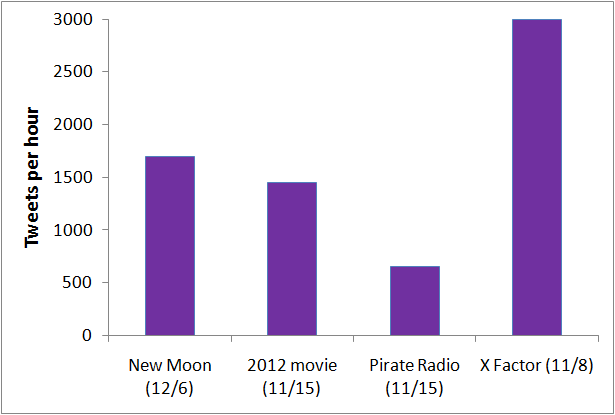 Tweets per hour
3000
2500
2000
1500
1000
500
0
New Moon
(12/6)
2012 movie
(11/15)
Pirate Radio
(11/15)
X Factor (11/8)